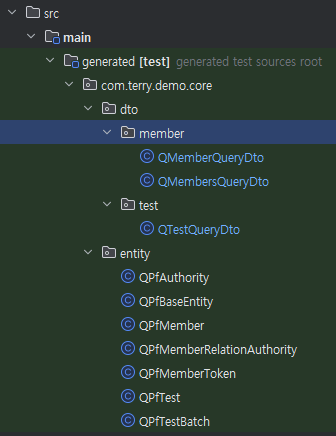 src
main
generated [test] generated test sources root
com.terry.demo.core
dto
member
QMemberQueryDto
QMembersQueryDto
test
QTestQueryDto
entity
QPfAuthority
QPfBaseEntity
QPfMember
QPfMemberRelationAuthority
QPfMemberToken
QPfTest
QPfTestBatch